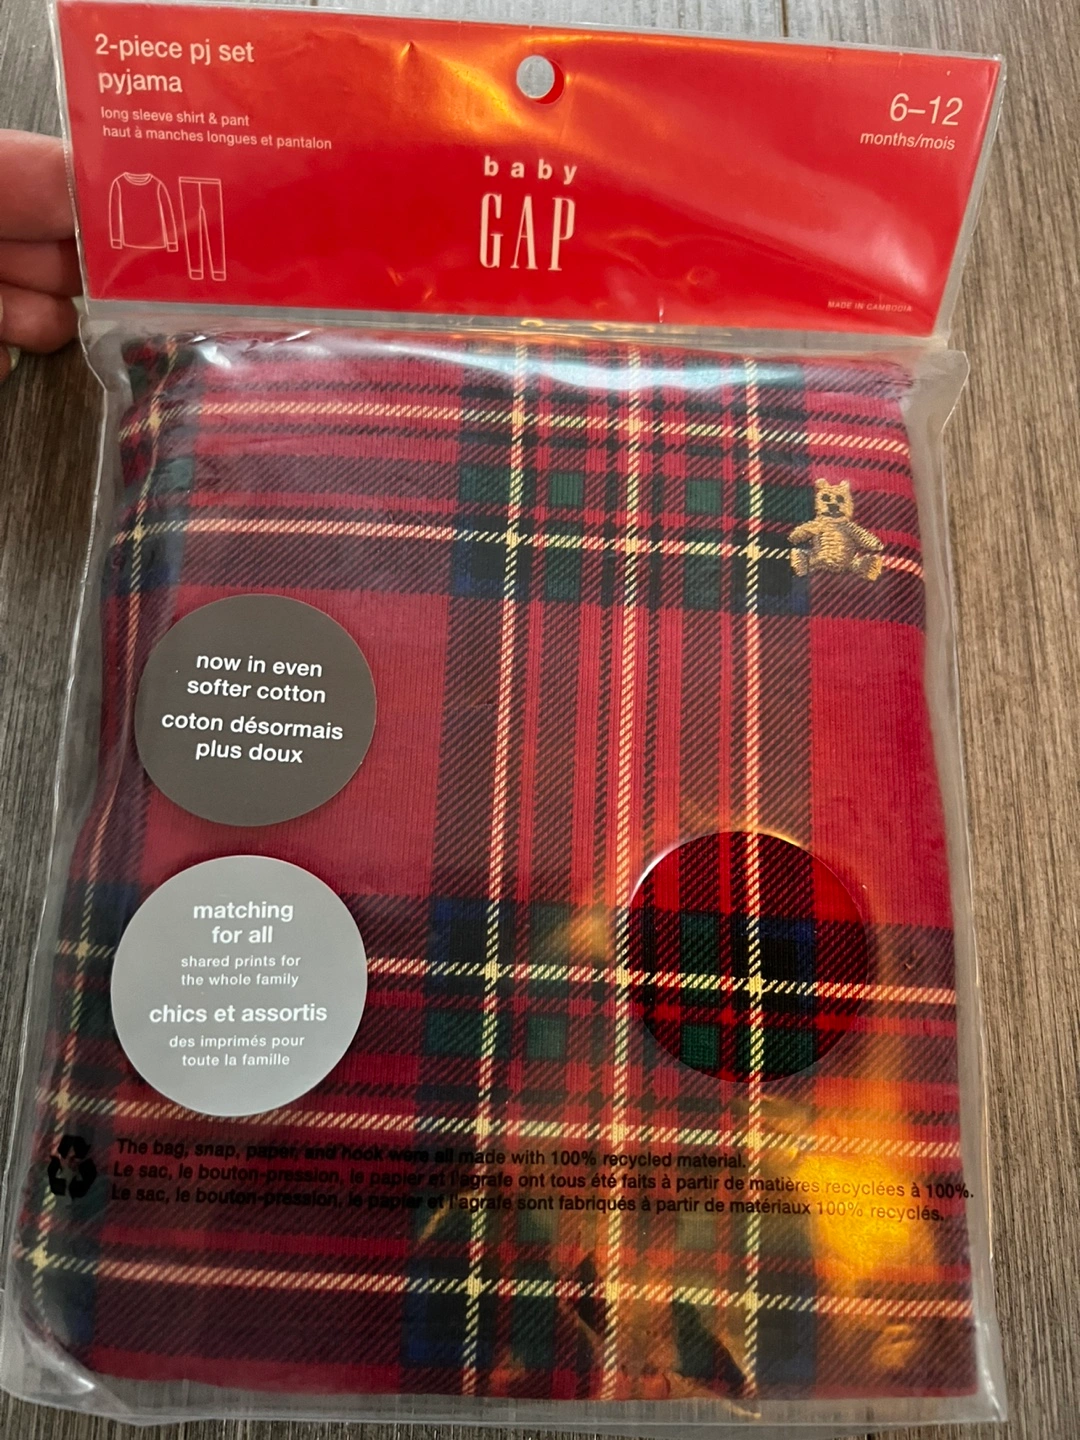 2-piece pj set
pyjama
long sleeve shirt & pant
haut à manches longues et pantalon
6–12
months/mois
baby
GAP
MADE IN CAMBODIA
now in even
softer cotton
coton désormais
plus doux
matching
for all
shared prints for
the whole family
chics et assortis
des imprimés pour
toute la famille
The bag, snap, paper, and hook were all made with 100% recycled material.
Le sac, le bouton-pression, le papier et l'agrafe ont tous été faits à partir de matières recyclées à 100%.
Le sac, le bouton-pression, le papier et l'agrafe sont fabriqués à partir de matériaux 100% recyclés.